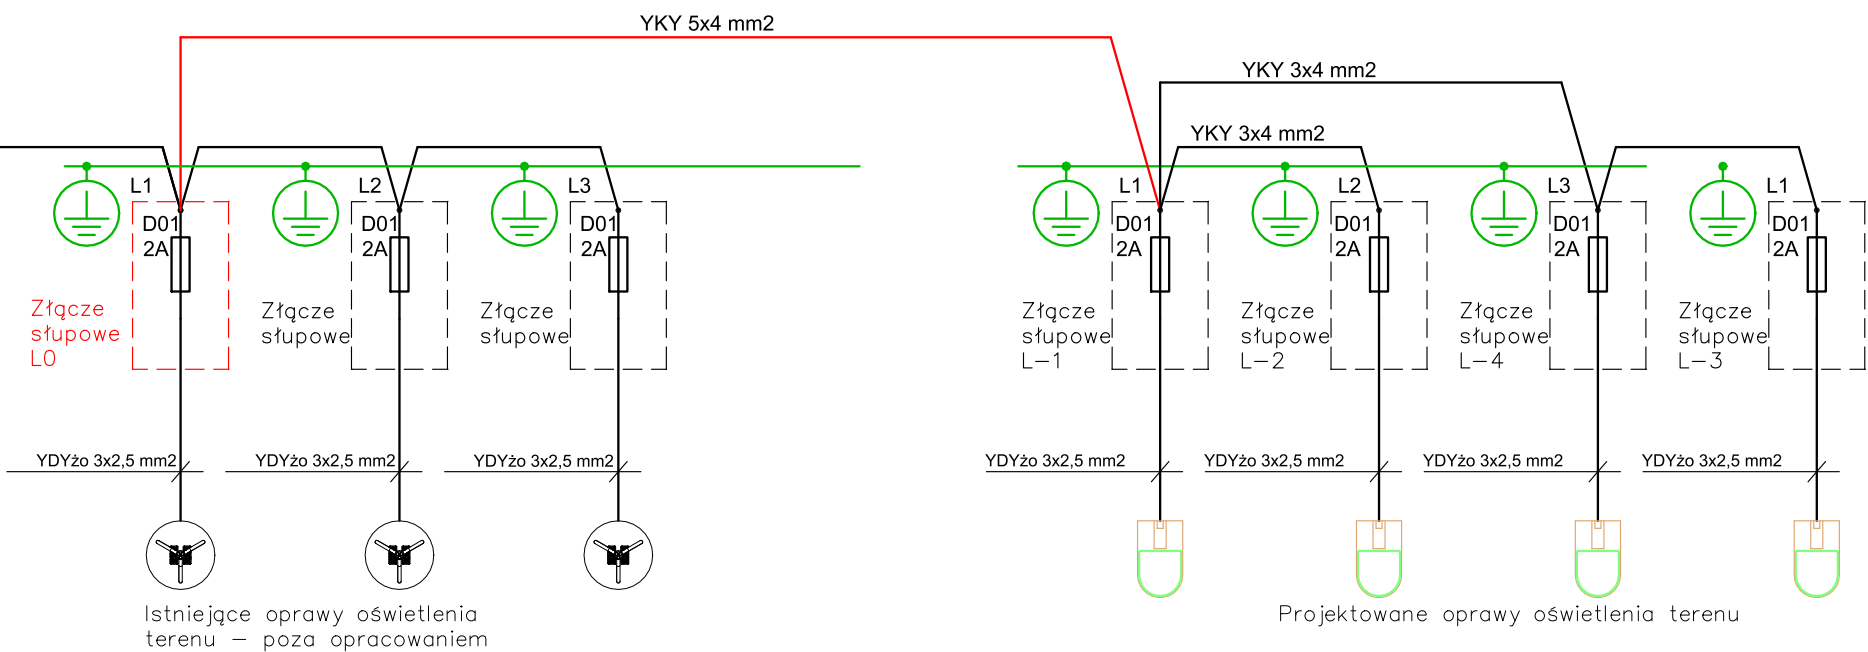 YKY 5x4 mm2
YKY 3x4 mm2
YKY 3x4 mm2
L1
L2
L3
L1
L2
L3
L1
D01
2A
D01
2A
D01
2A
D01
2A
D01
2A
D01
2A
D01
2A
Złącze
słupowe
L0
Złącze
słupowe
Złącze
słupowe
Złącze
słupowe
L-1
Złącze
słupowe
L-2
Złącze
słupowe
L-4
Złącze
słupowe
L-3
YDYżo 3x2,5 mm2
YDYżo 3x2,5 mm2
YDYżo 3x2,5 mm2
YDYżo 3x2,5 mm2
YDYżo 3x2,5 mm2
YDYżo 3x2,5 mm2
YDYżo 3x2,5 mm2
Istniejące oprawy oświetlenia
terenu - poza opracowaniem
Projektowane oprawy oświetlenia terenu